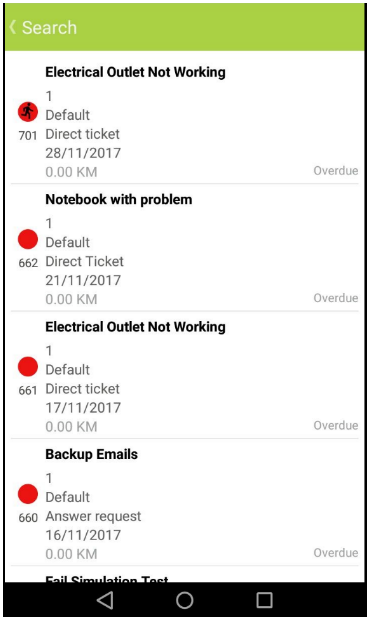 Search
Electrical Outlet Not Working
1
Default
701 Direct ticket
28/11/2017
0.00 KM Overdue
Notebook with problem
1
Default
662 Direct Ticket
21/11/2017
0.00 KM Overdue
Electrical Outlet Not Working
1
Default
661 Direct ticket
17/11/2017
0.00 KM Overdue
Backup Emails
1
Default
660 Answer request
16/11/2017
0.00 KM Overdue
Fail Simulation Test